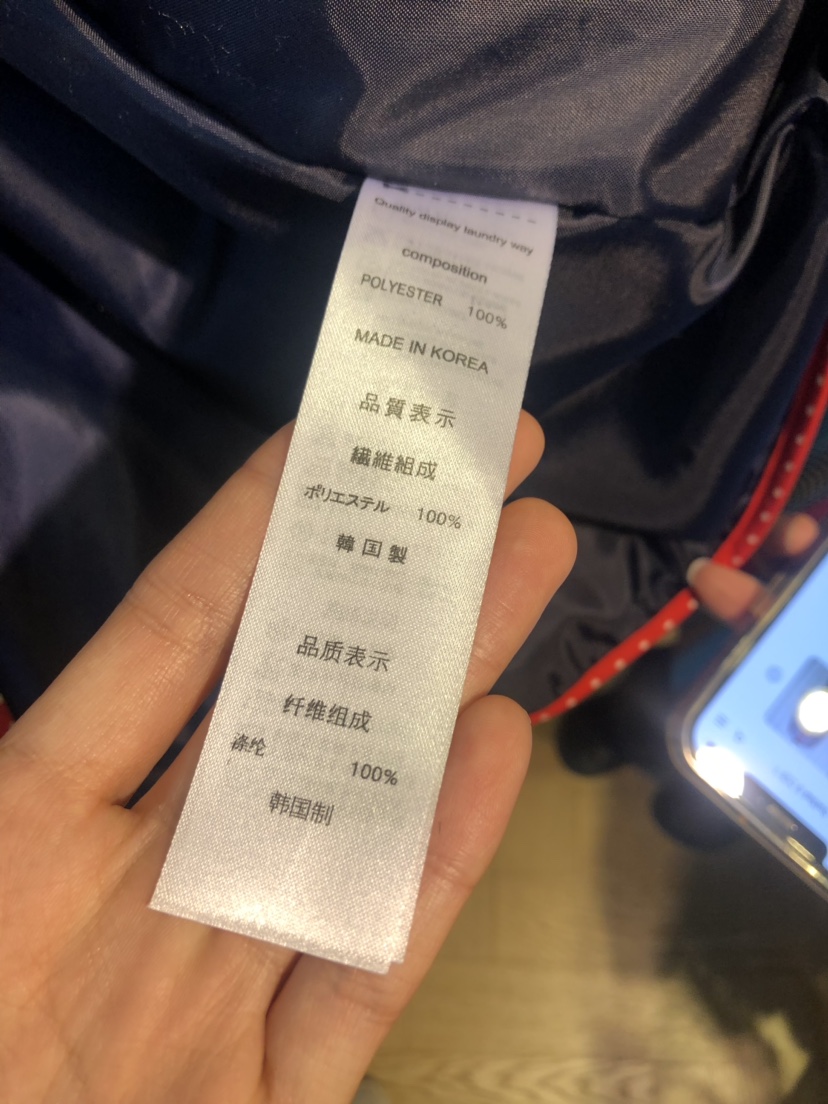 Quality display laundry way
composition
POLYESTER 100%
MADE IN KOREA
品質表示
繊維組成
ポリエステル 100%
韓国製
品质表示
纤维组成
涤纶 100%
韩国制